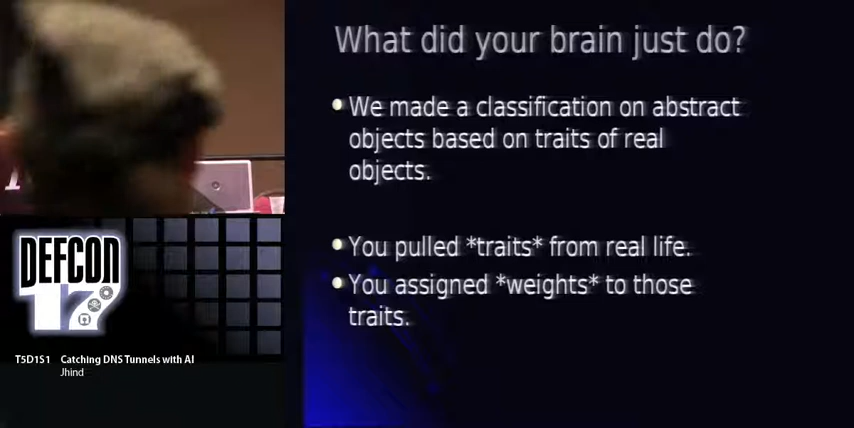 What did your brain just do?
We made a classification on abstract
objects based on traits of real
objects.
You pulled *traits* from real life.
You assigned *weights* to those
traits.
DEFCON
17
T5D1S1 Catching DNS Tunnels with AI
Jhind